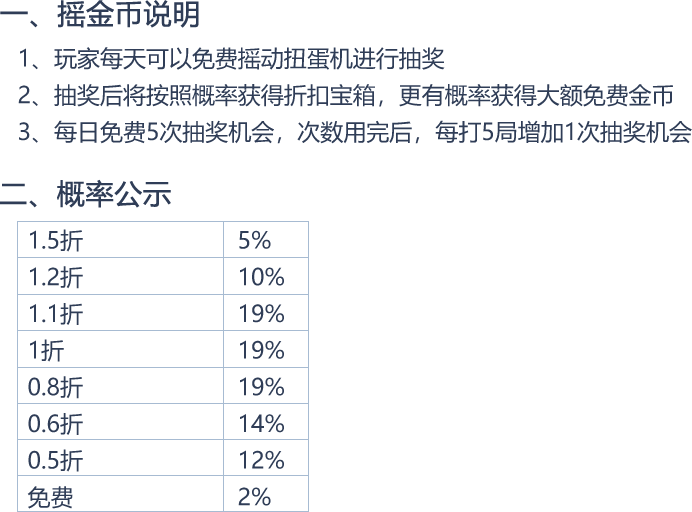 一、摇金币说明
1、玩家每天可以免费摇动扭蛋机进行抽奖
2、抽奖后将按照概率获得折扣宝箱，更有概率获得大额免费金币
3、每日免费5次抽奖机会，次数用完后，每打5局增加1次抽奖机会
二、概率公示
1.5折 5%
1.2折 10%
1.1折 19%
1折 19%
0.8折 19%
0.6折 14%
0.5折 12%
免费 2%